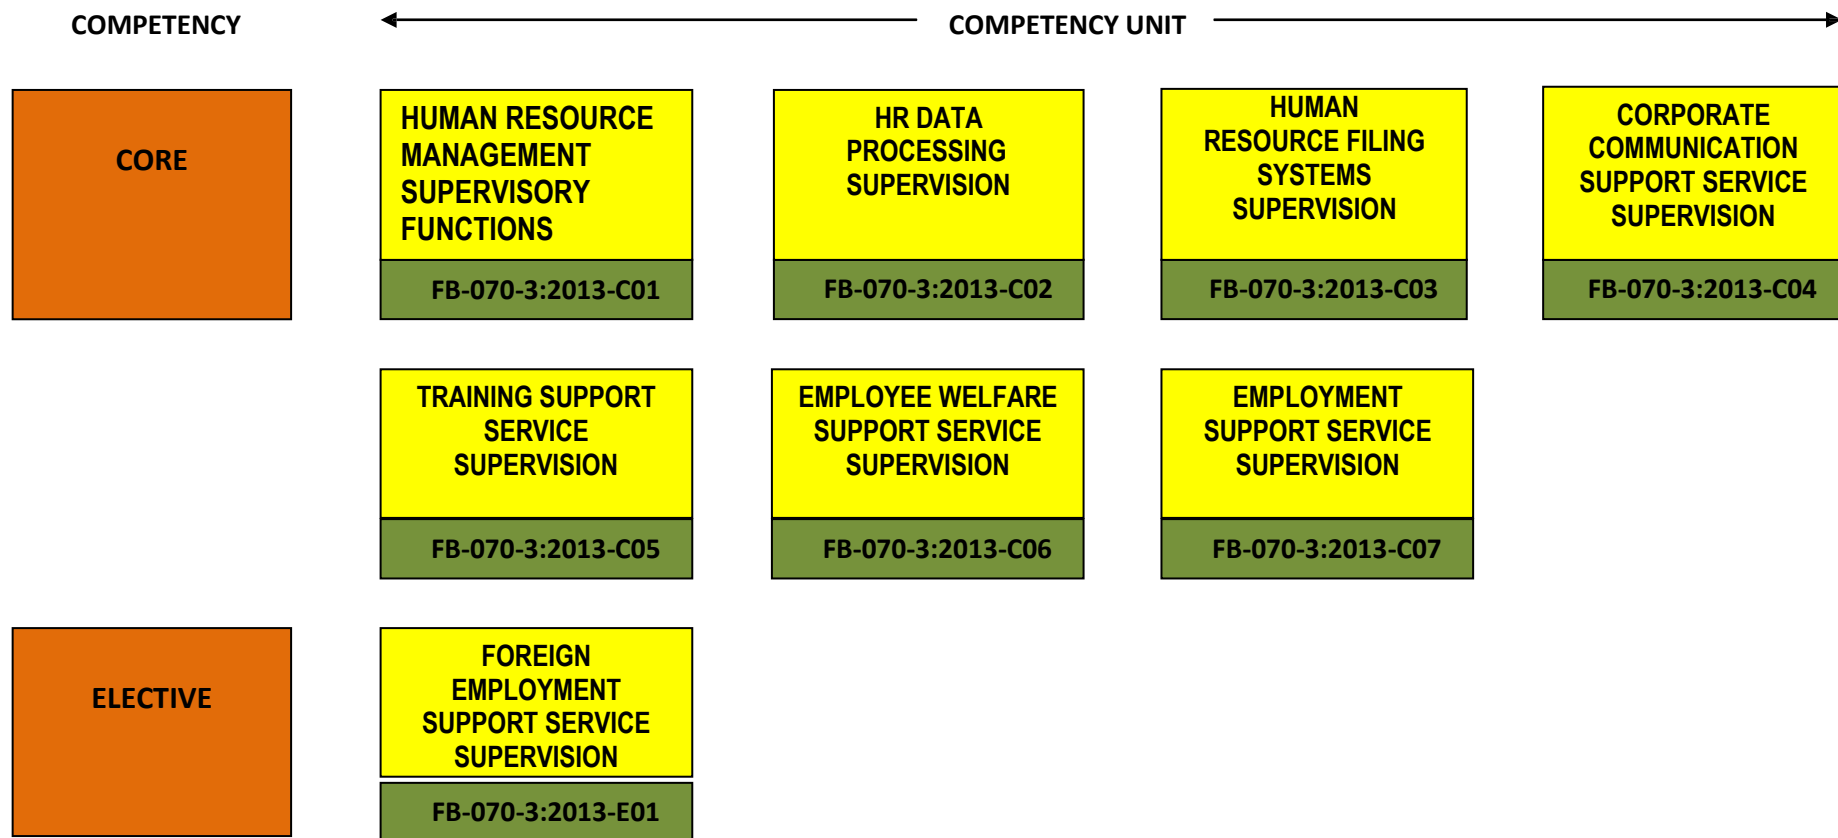 COMPETENCY
COMPETENCY UNIT
CORE
HUMAN RESOURCE
MANAGEMENT
SUPERVISORY
FUNCTIONS
FB-070-3:2013-C01
HR DATA
PROCESSING
SUPERVISION
FB-070-3:2013-C02
HUMAN
RESOURCE FILING
SYSTEMS
SUPERVISION
FB-070-3:2013-C03
CORPORATE
COMMUNICATION
SUPPORT SERVICE
SUPERVISION
FB-070-3:2013-C04
TRAINING SUPPORT
SERVICE
SUPERVISION
FB-070-3:2013-C05
EMPLOYEE WELFARE
SUPPORT SERVICE
SUPERVISION
FB-070-3:2013-C06
EMPLOYMENT
SUPPORT SERVICE
SUPERVISION
FB-070-3:2013-C07
ELECTIVE
FOREIGN
EMPLOYMENT
SUPPORT SERVICE
SUPERVISION
FB-070-3:2013-E01